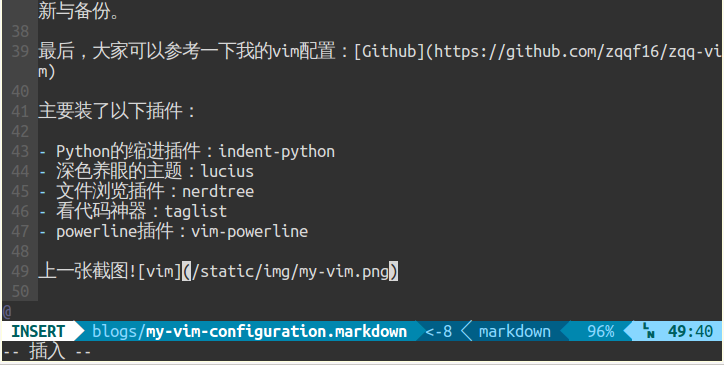 新与备份。
38
39 最后，大家可以参考一下我的vim配置：[Github](https://github.com/zqqf16/zqq-vi
m)
40
41 主要装了以下插件：
42
43 - Python的缩进插件：indent-python
44 - 深色养眼的主题：lucius
45 - 文件浏览插件：nerdtree
46 - 看代码神器：taglist
47 - powerline插件：vim-powerline
48
49 上一张截图![vim](/static/img/my-vim.png)
50
@
INSERT blogs/my-vim-configuration.markdown <-8 markdown 96% LN 49:40
-- 插入 --